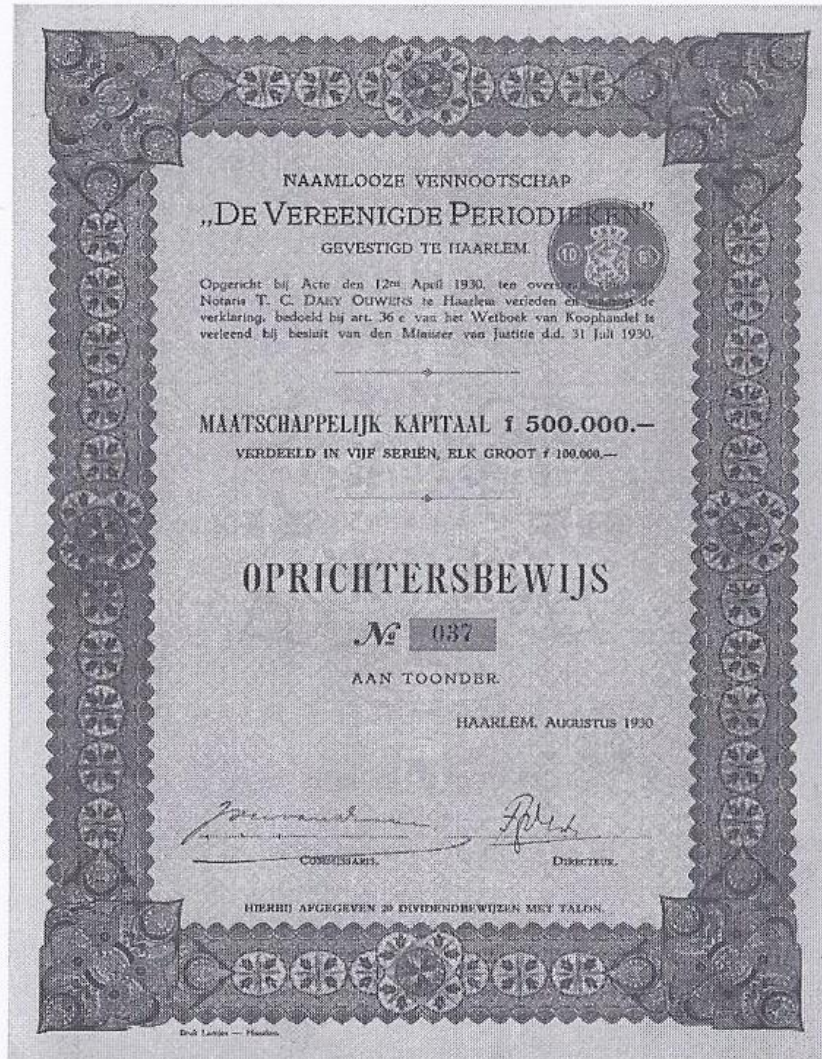 NAAMLOOZE VENNOOTSCHAP
„DE VEREENIGDE PERIODIEKEN”
GEVESTIGD TE HAARLEM.
Opgericht bij Acte den 12en April 1930, ten overstaan van den
Notaris T. C. DAEY OUWENS te Haarlem verleden en waarop de
verklaring, bedoeld bij art. 36 e van het Wetboek van Koophandel is
verleend bij besluit van den Minister van Justitie d.d. 31 Juli 1930.
MAATSCHAPPELIJK KAPITAAL f 500.000.—
VERDEELD IN VIJF SERIËN, ELK GROOT f 100.000.—
OPRICHTERSBEWIJS
No 037
AAN TOONDER.
HAARLEM, AUGUSTUS 1930
COMMISSARIS. DIRECTEUR.
HIERBIJ AFGEGEVEN 20 DIVIDENDBEWIJZEN MET TALON.
Druk — Haarlem.